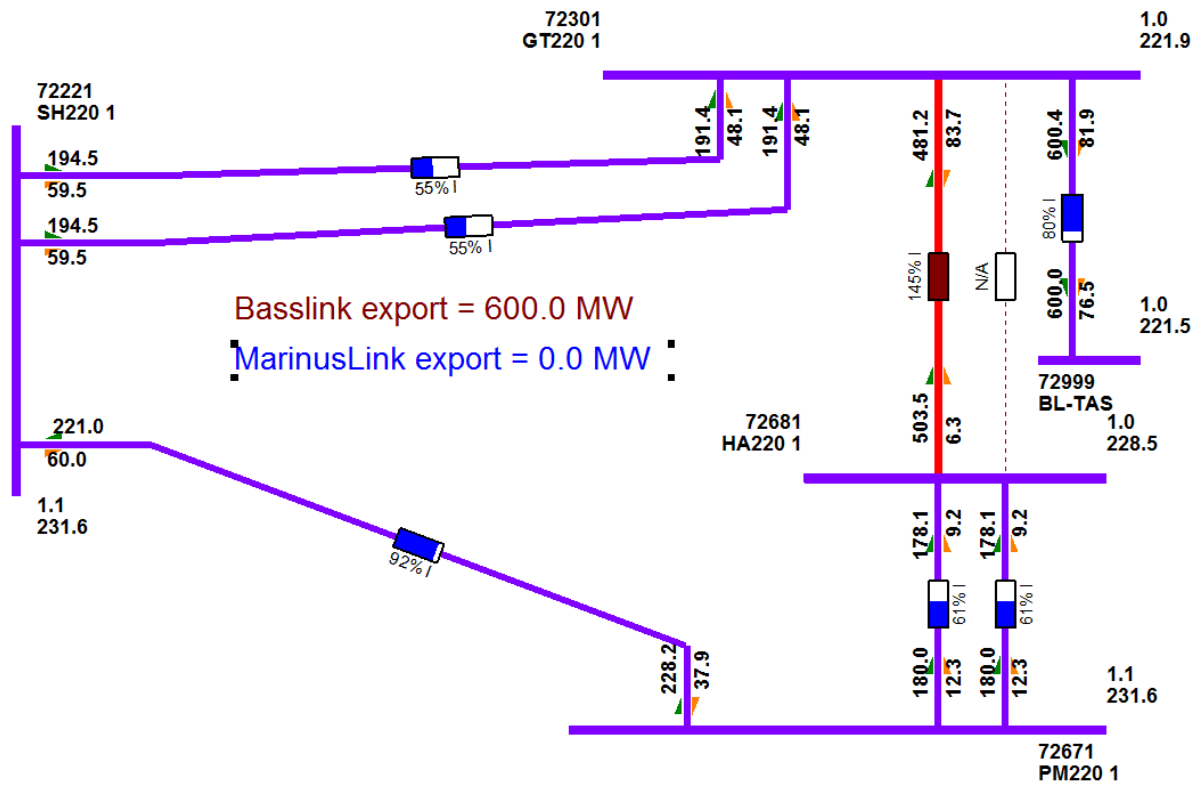 72301
GT220 1
1.0
221.9
72221
SH220 1
191.4
48.1
191.4
48.1
481.2
83.7
600.4
81.9
194.5
59.5
55% I
194.5
59.5
55% I
145% I
N/A
80% I
600.0
76.5
Basslink export = 600.0 MW
MarinusLink export = 0.0 MW
1.0
221.5
72999
BL-TAS
503.5
6.3
72681
HA220 1
1.0
228.5
221.0
60.0
1.1
231.6
92% I
178.1
9.2
178.1
9.2
61% I
61% I
228.2
37.9
180.0
12.3
180.0
12.3
1.1
231.6
72671
PM220 1